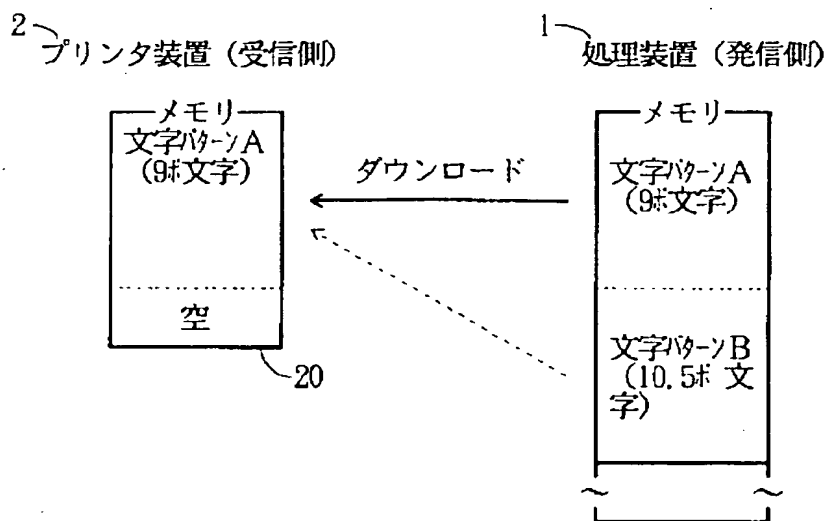 2
プリンタ装置(受信側)
メモリ
文字パターンA
(9ポ文字)
空
20
ダウンロード
1
処理装置(発信側)
メモリ
文字パターンA
(9ポ文字)
文字パターンB
(10.5ポ 文
字)